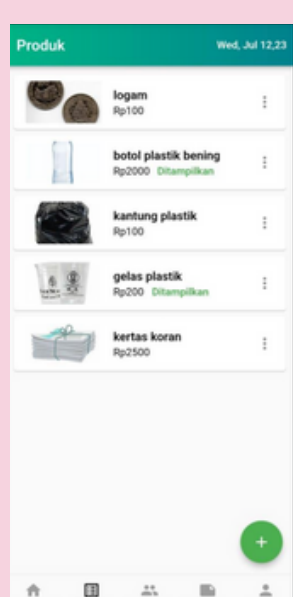 Produk
Wed, Jul 12,23
logam
Rp100
botol plastik bening
Rp2000 Ditampilkan
kantung plastik
Rp100
gelas plastik
Rp200 Ditampilkan
kertas koran
Rp2500